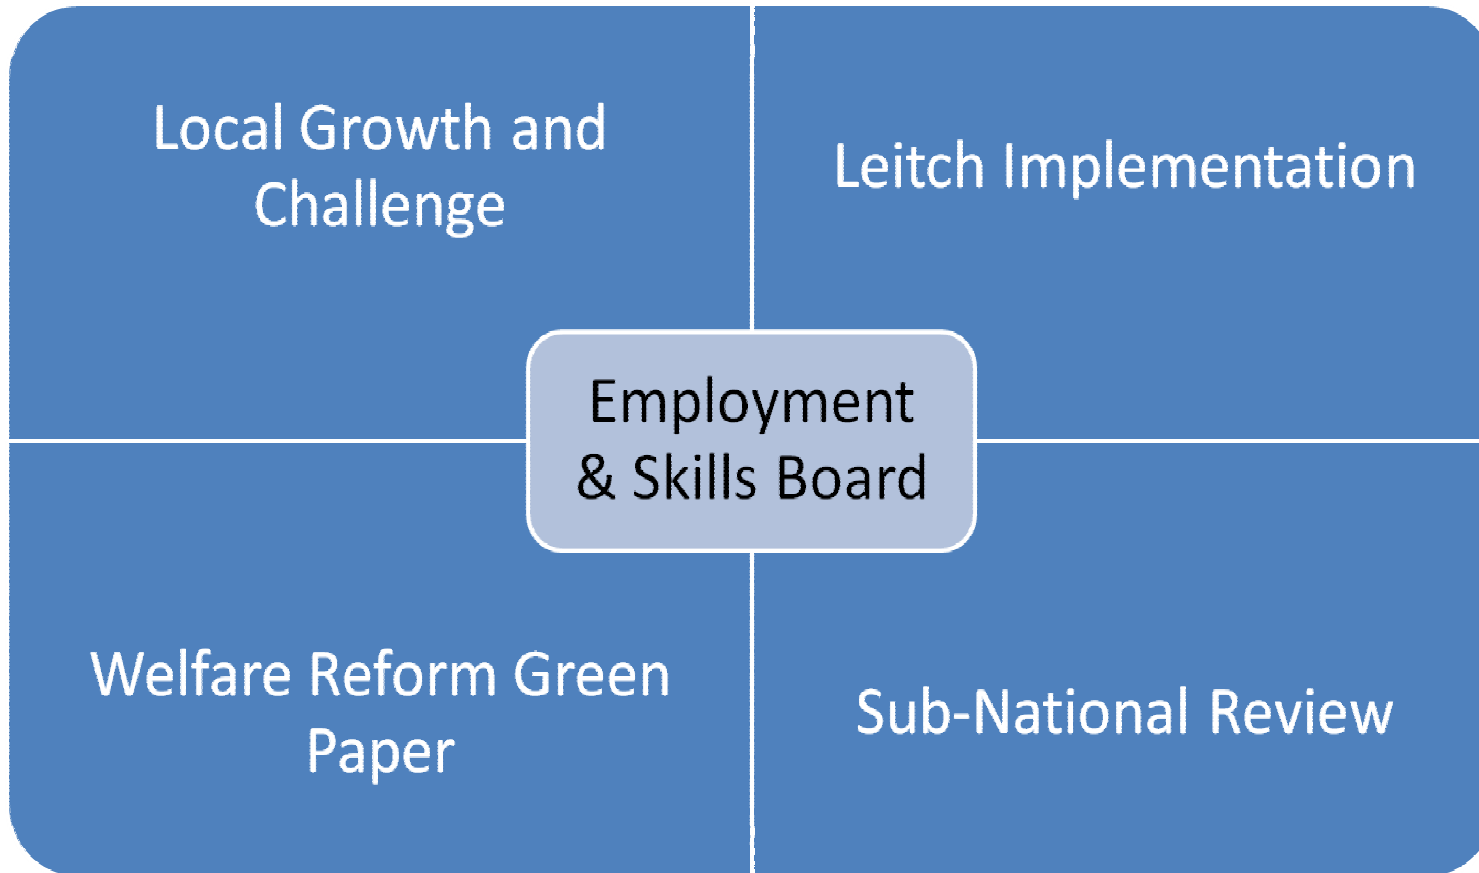 Local Growth and
Challenge
Leitch Implementation
Employment
& Skills Board
Welfare Reform Green
Paper
Sub-National Review